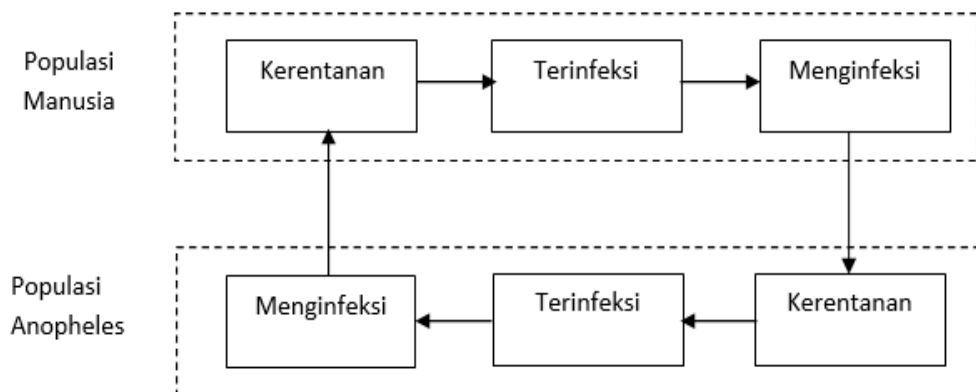 Populasi
Manusia
Kerentanan
Terinfeksi
Menginfeksi
Populasi
Anopheles
Menginfeksi
Terinfeksi
Kerentanan